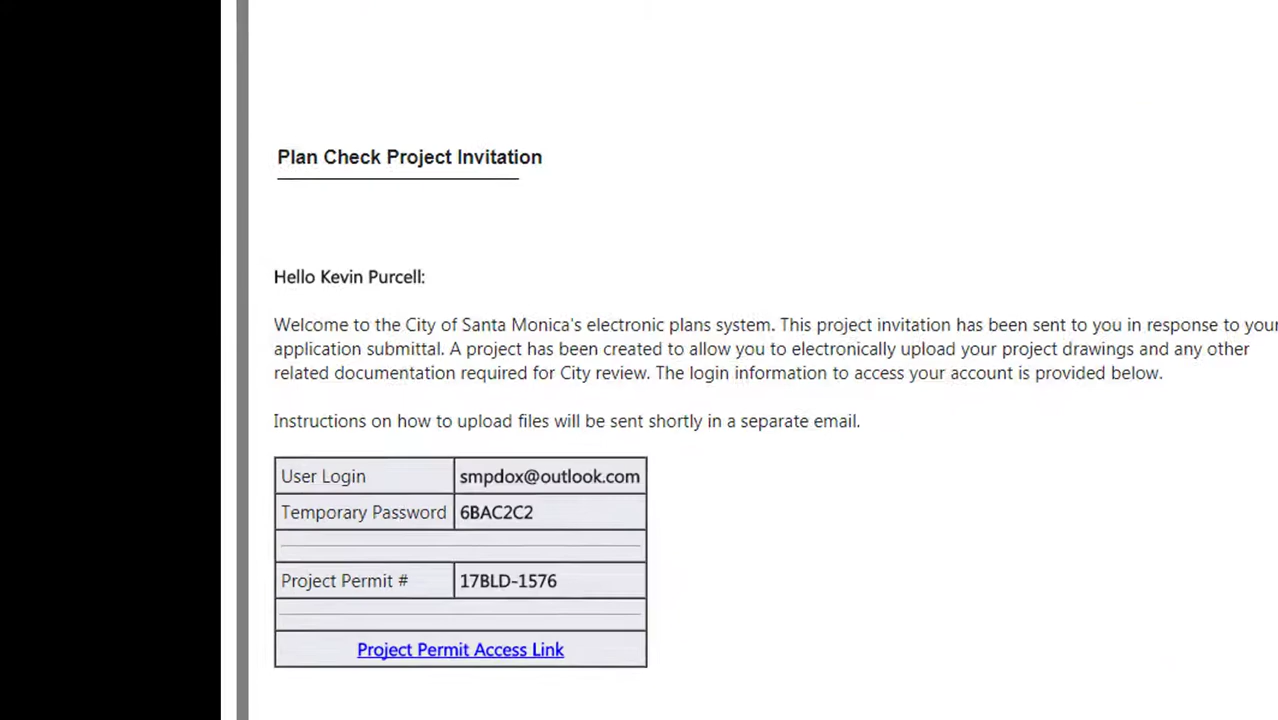 Plan Check Project Invitation
Hello Kevin Purcell:
Welcome to the City of Santa Monica's electronic plans system. This project invitation has been sent to you in response to your
application submittal. A project has been created to allow you to electronically upload your project drawings and any other
related documentation required for City review. The login information to access your account is provided below.
Instructions on how to upload files will be sent shortly in a separate email.
User Login smpdox@outlook.com
Temporary Password 6BAC2C2
Project Permit # 17BLD-1576
Project Permit Access Link